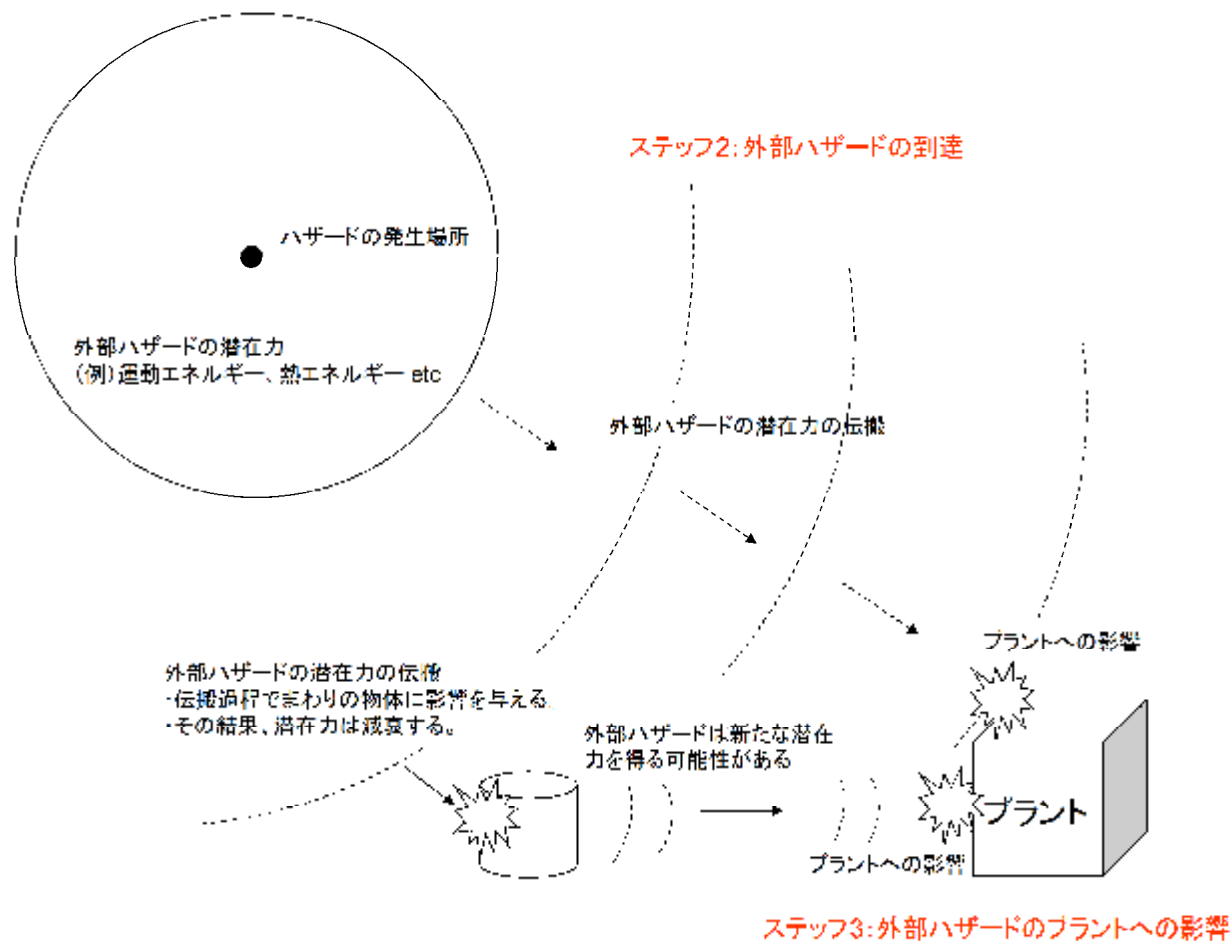 ステップ2:外部ハザードの到達
ハザードの発生場所
外部ハザードの潜在力
(例)運動エネルギー、熱エネルギー etc
外部ハザードの潜在力の伝搬
プラントへの影響
外部ハザードの潜在力の伝搬
・伝搬過程でまわりの物体に影響を与える。
・その結果、潜在力は減衰する。
外部ハザードは新たな潜在
力を得る可能性がある
プラント
プラントへの影響
ステップ3:外部ハザードのプラントへの影響